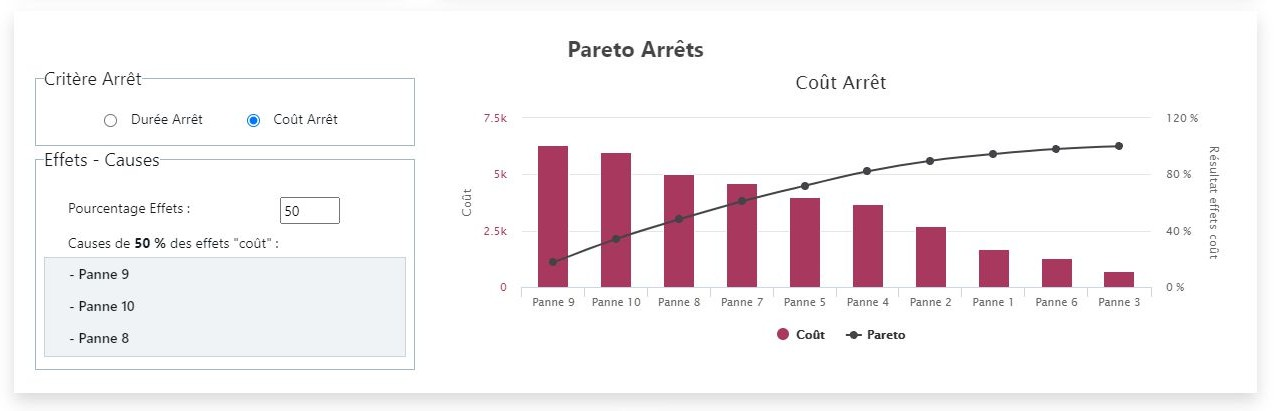 Pareto Arrêts
Critère Arrêt
Durée Arrêt
Coût Arrêt
Effets - Causes
Pourcentage Effets :
50
Causes de 50 % des effets "coût" :
- Panne 9
- Panne 10
- Panne 8
Coût Arrêt
7.5k
5k
2.5k
0
Coût
120 %
80 %
40 %
0 %
Résultat effets coût
Panne 9 Panne 10 Panne 8 Panne 7 Panne 5 Panne 4 Panne 2 Panne 1 Panne 6 Panne 3
Coût Pareto